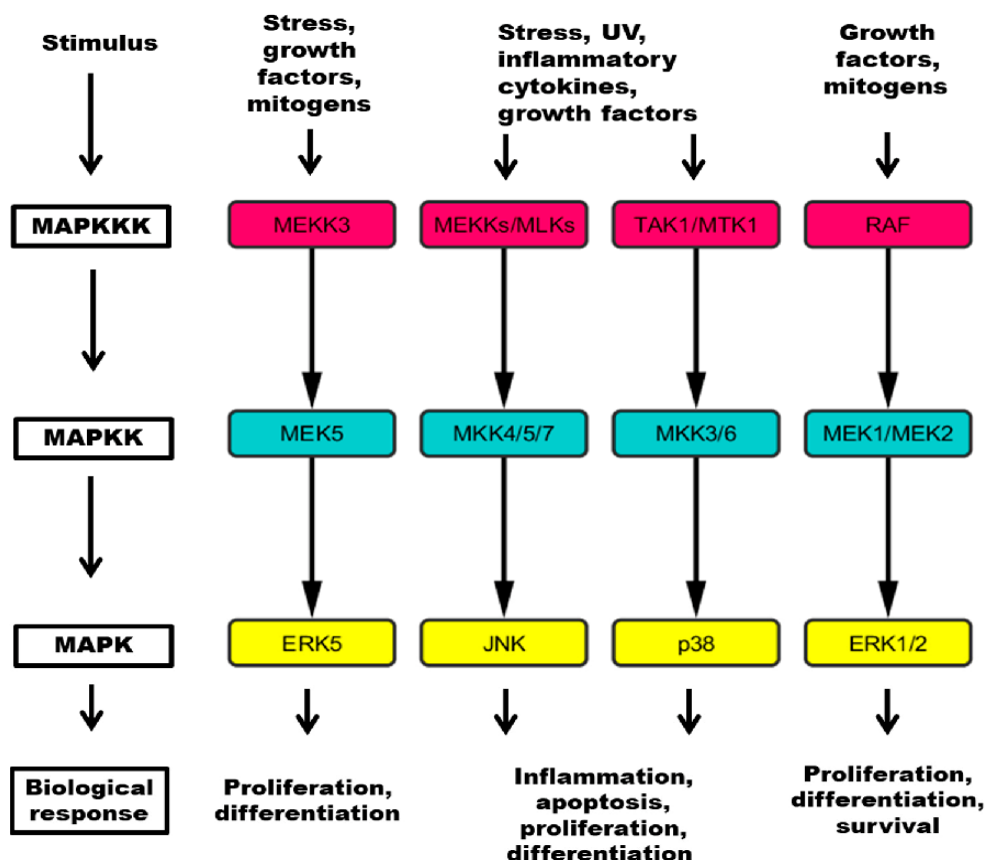 Stimulus
Stress,
growth
factors,
mitogens
Stress, UV,
inflammatory
cytokines,
growth factors
Growth
factors,
mitogens
MAPKKK
MEKK3
MEKKs/MLKs
TAK1/MTK1
RAF
MAPKK
MEK5
MKK4/5/7
MKK3/6
MEK1/MEK2
MAPK
ERK5
JNK
p38
ERK1/2
Biological
response
Proliferation,
differentiation
Inflammation,
apoptosis,
proliferation,
differentiation
Proliferation,
differentiation,
survival